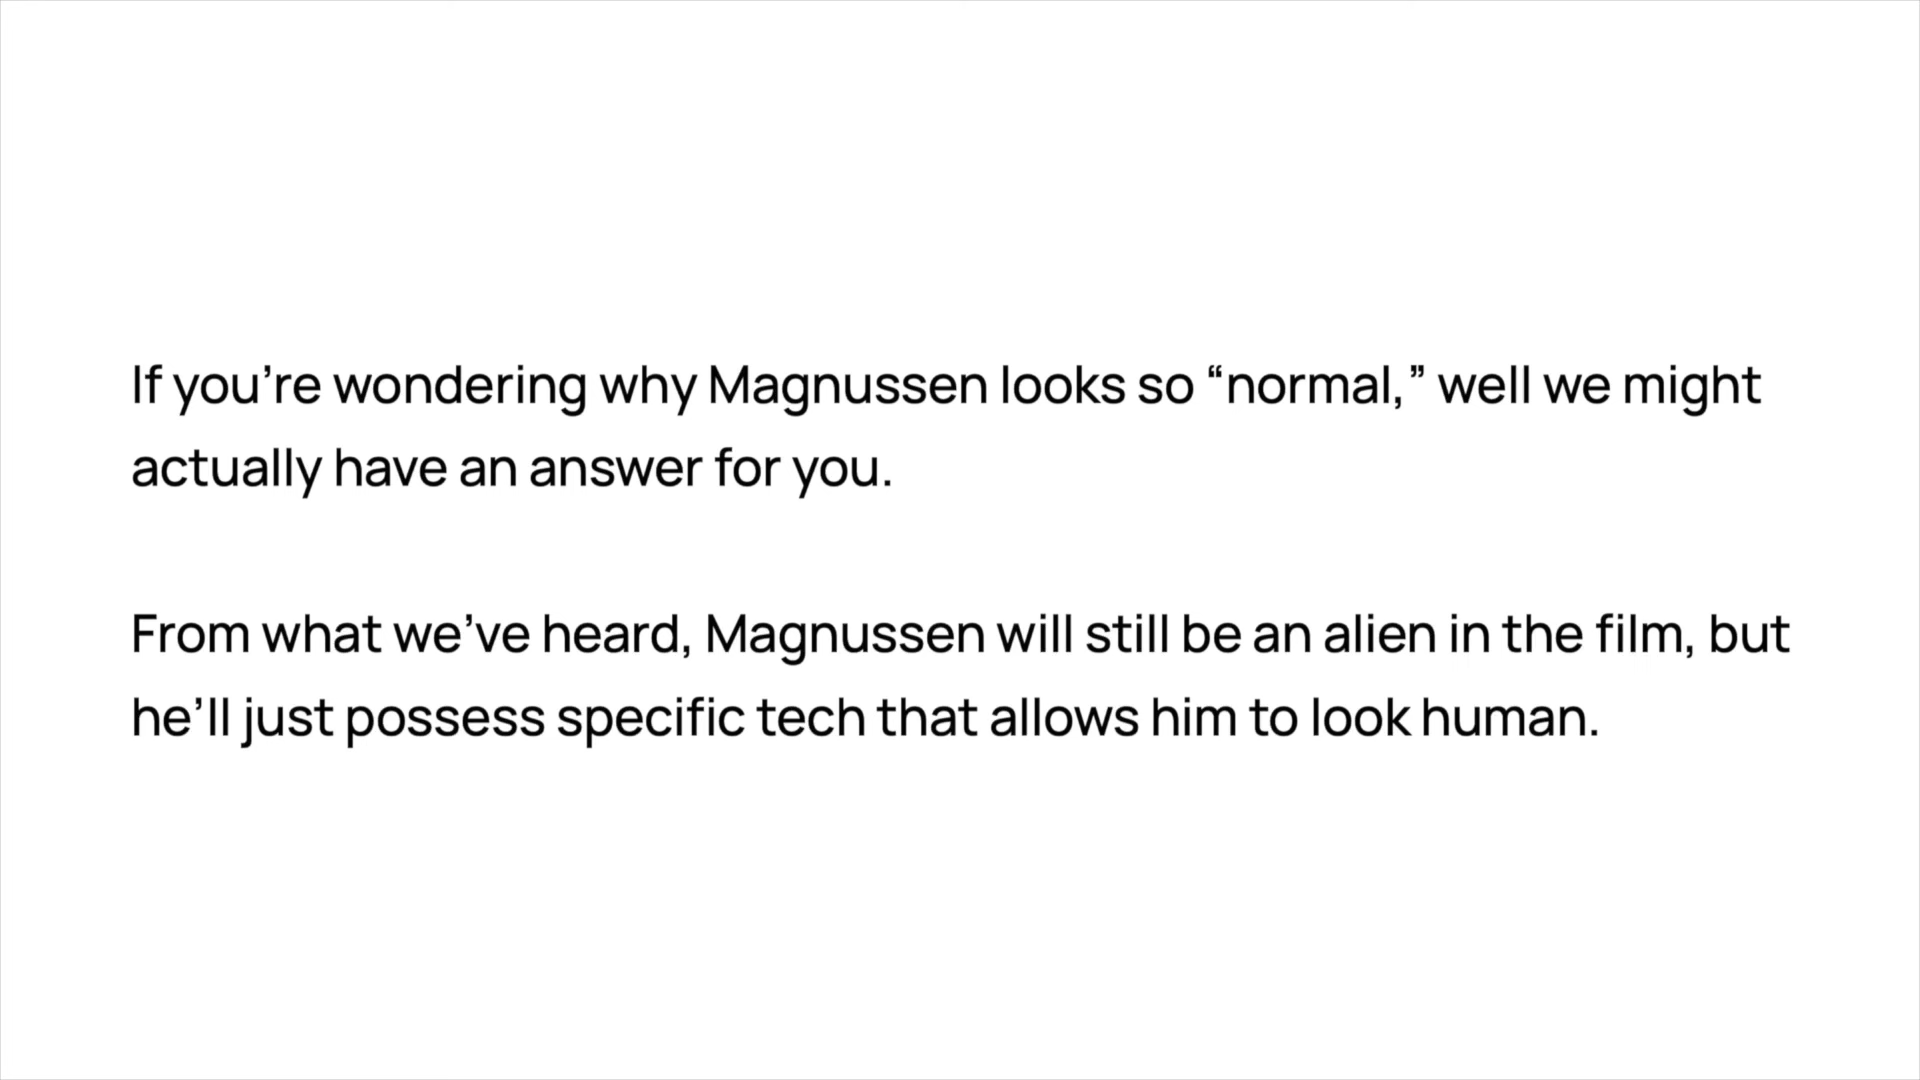 If you’re wondering why Magnussen looks so “normal,” well we might
actually have an answer for you.
From what we’ve heard, Magnussen will still be an alien in the film, but
he’ll just possess specific tech that allows him to look human.